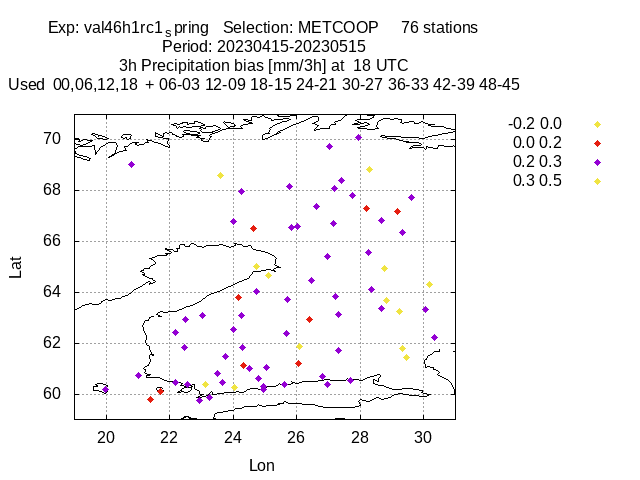 Exp: val46h1rc1spring Selection: METCOOP 76 stations
Period: 20230415-20230515
3h Precipitation bias [mm/3h] at 18 UTC
Used 00,06,12,18 + 06-03 12-09 18-15 24-21 30-27 36-33 42-39 48-45
-0.2 0.0
0.0 0.2
0.2 0.3
0.3 0.5
70
68
66
64
62
60
Lat
20 22 24 26 28 30
Lon